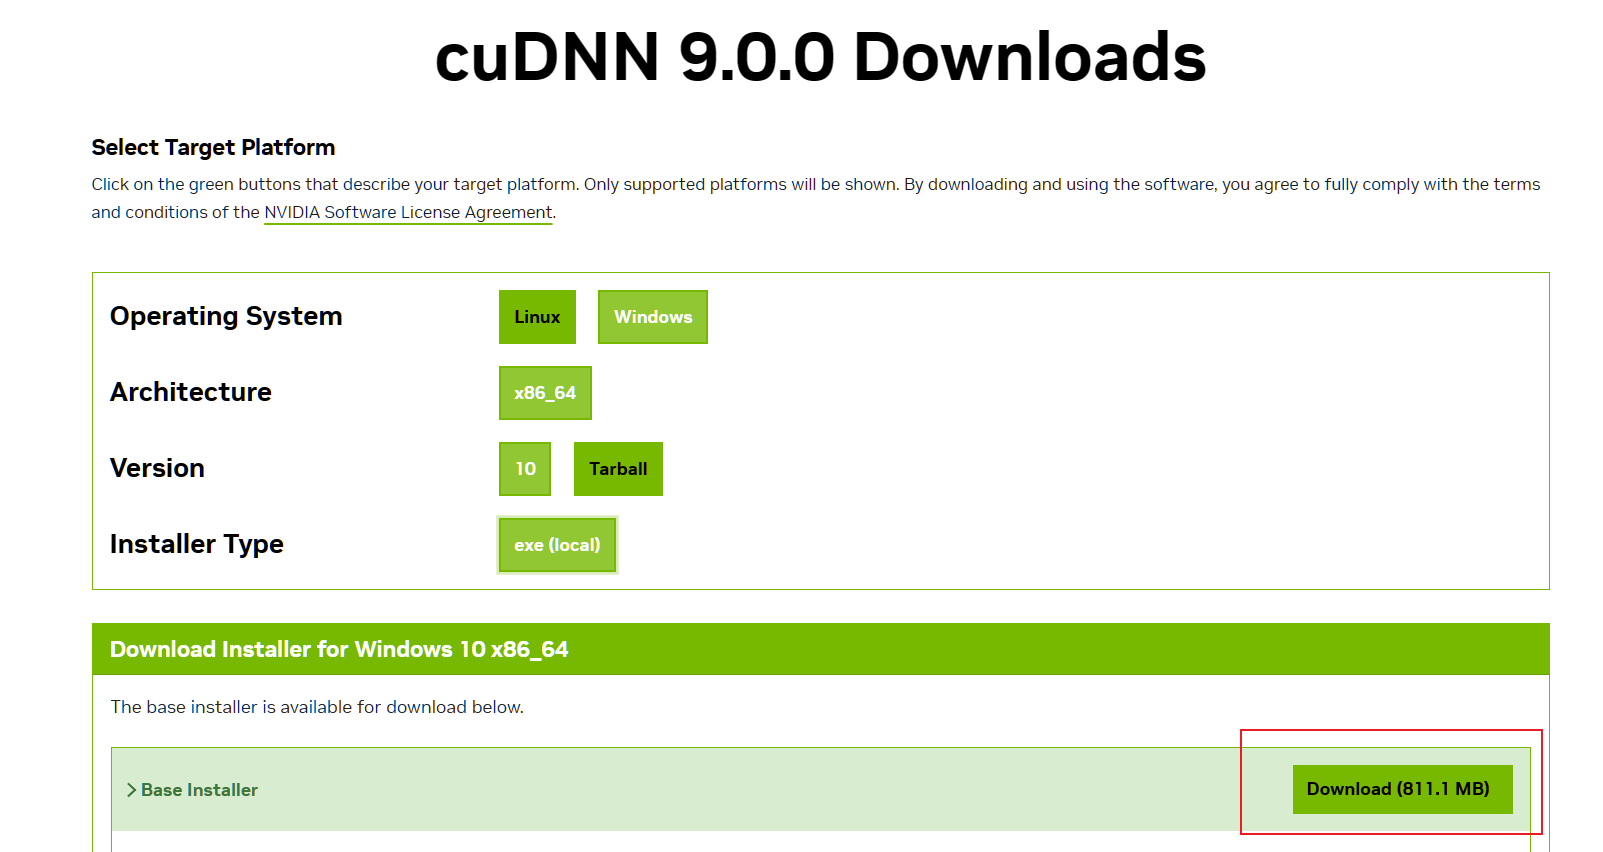 cuDNN 9.0.0 Downloads
Select Target Platform
Click on the green buttons that describe your target platform. Only supported platforms will be shown. By downloading and using the software, you agree to fully comply with the terms
and conditions of the NVIDIA Software License Agreement.
Operating System
Linux
Windows
Architecture
x86_64
Version
10
Tarball
Installer Type
exe (local)
Download Installer for Windows 10 x86_64
The base installer is available for download below.
Base Installer
Download (811.1 MB)